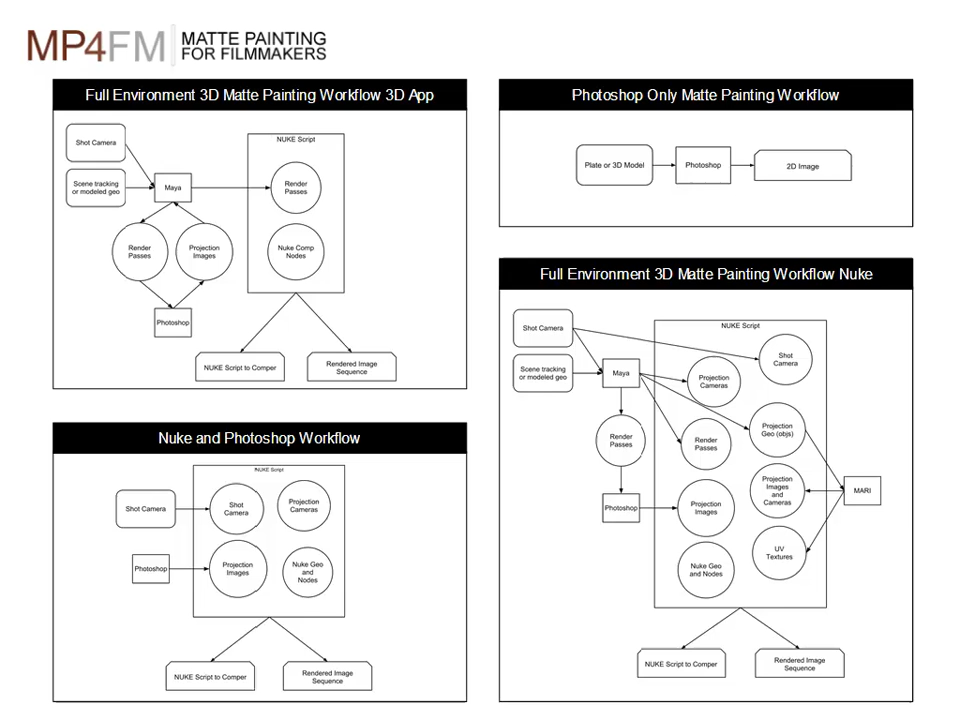 MP4FM
MATTE PAINTING
FOR FILMMAKERS
Full Environment 3D Matte Painting Workflow 3D App
Shot Camera
Scene tracking
or modeled geo
Maya
Render
Passes
Projection
Images
Photoshop
NUKE Script
Render
Passes
Nuke Comp
Nodes
NUKE Script to Comper
Rendered Image
Sequence
Photoshop Only Matte Painting Workflow
Plate or 3D Model
Photoshop
2D Image
Nuke and Photoshop Workflow
NUKE Script
Shot Camera
Shot
Camera
Projection
Cameras
Photoshop
Projection
Images
Nuke Geo
and
Nodes
NUKE Script to Comper
Rendered Image
Sequence
Full Environment 3D Matte Painting Workflow Nuke
Shot Camera
Scene tracking
or modeled geo
Maya
Render
Passes
Photoshop
NUKE Script
Shot
Camera
Projection
Cameras
Projection
Geo (objs)
Render
Passes
Projection
Images
and
Cameras
MARI
Projection
Images
UV
Textures
Nuke Geo
and Nodes
NUKE Script to Comper
Rendered Image
Sequence